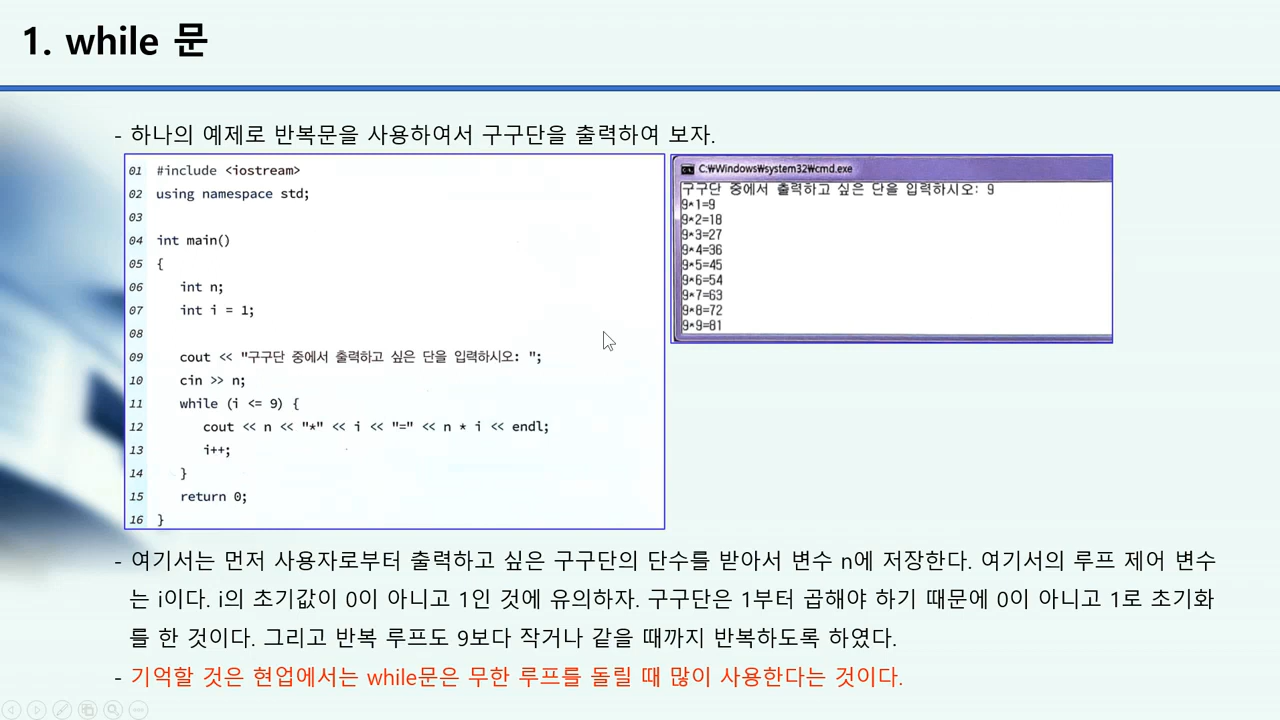 1. while 문
- 하나의 예제로 반복문을 사용하여서 구구단을 출력하여 보자.
01 #include <iostream>
02 using namespace std;
03
04 int main()
05 {
06 int n;
07 int i = 1;
08
09 cout << "구구단 중에서 출력하고 싶은 단을 입력하시오: ";
10 cin >> n;
11 while (i <= 9) {
12 cout << n << "*" << i << "=" << n * i << endl;
13 i++;
14 }
15 return 0;
16 }
C:₩Windows₩system32₩cmd.exe
구구단 중에서 출력하고 싶은 단을 입력하시오: 9
9*1=9
9*2=18
9*3=27
9*4=36
9*5=45
9*6=54
9*7=63
9*8=72
9*9=81
- 여기서는 먼저 사용자로부터 출력하고 싶은 구구단의 단수를 받아서 변수 n에 저장한다. 여기서의 루프 제어 변수
는 i이다. i의 초기값이 0이 아니고 1인 것에 유의하자. 구구단은 1부터 곱해야 하기 때문에 0이 아니고 1로 초기화
를 한 것이다. 그리고 반복 루프도 9보다 작거나 같을 때까지 반복하도록 하였다.
- 기억할 것은 현업에서는 while문은 무한 루프를 돌릴 때 많이 사용한다는 것이다.